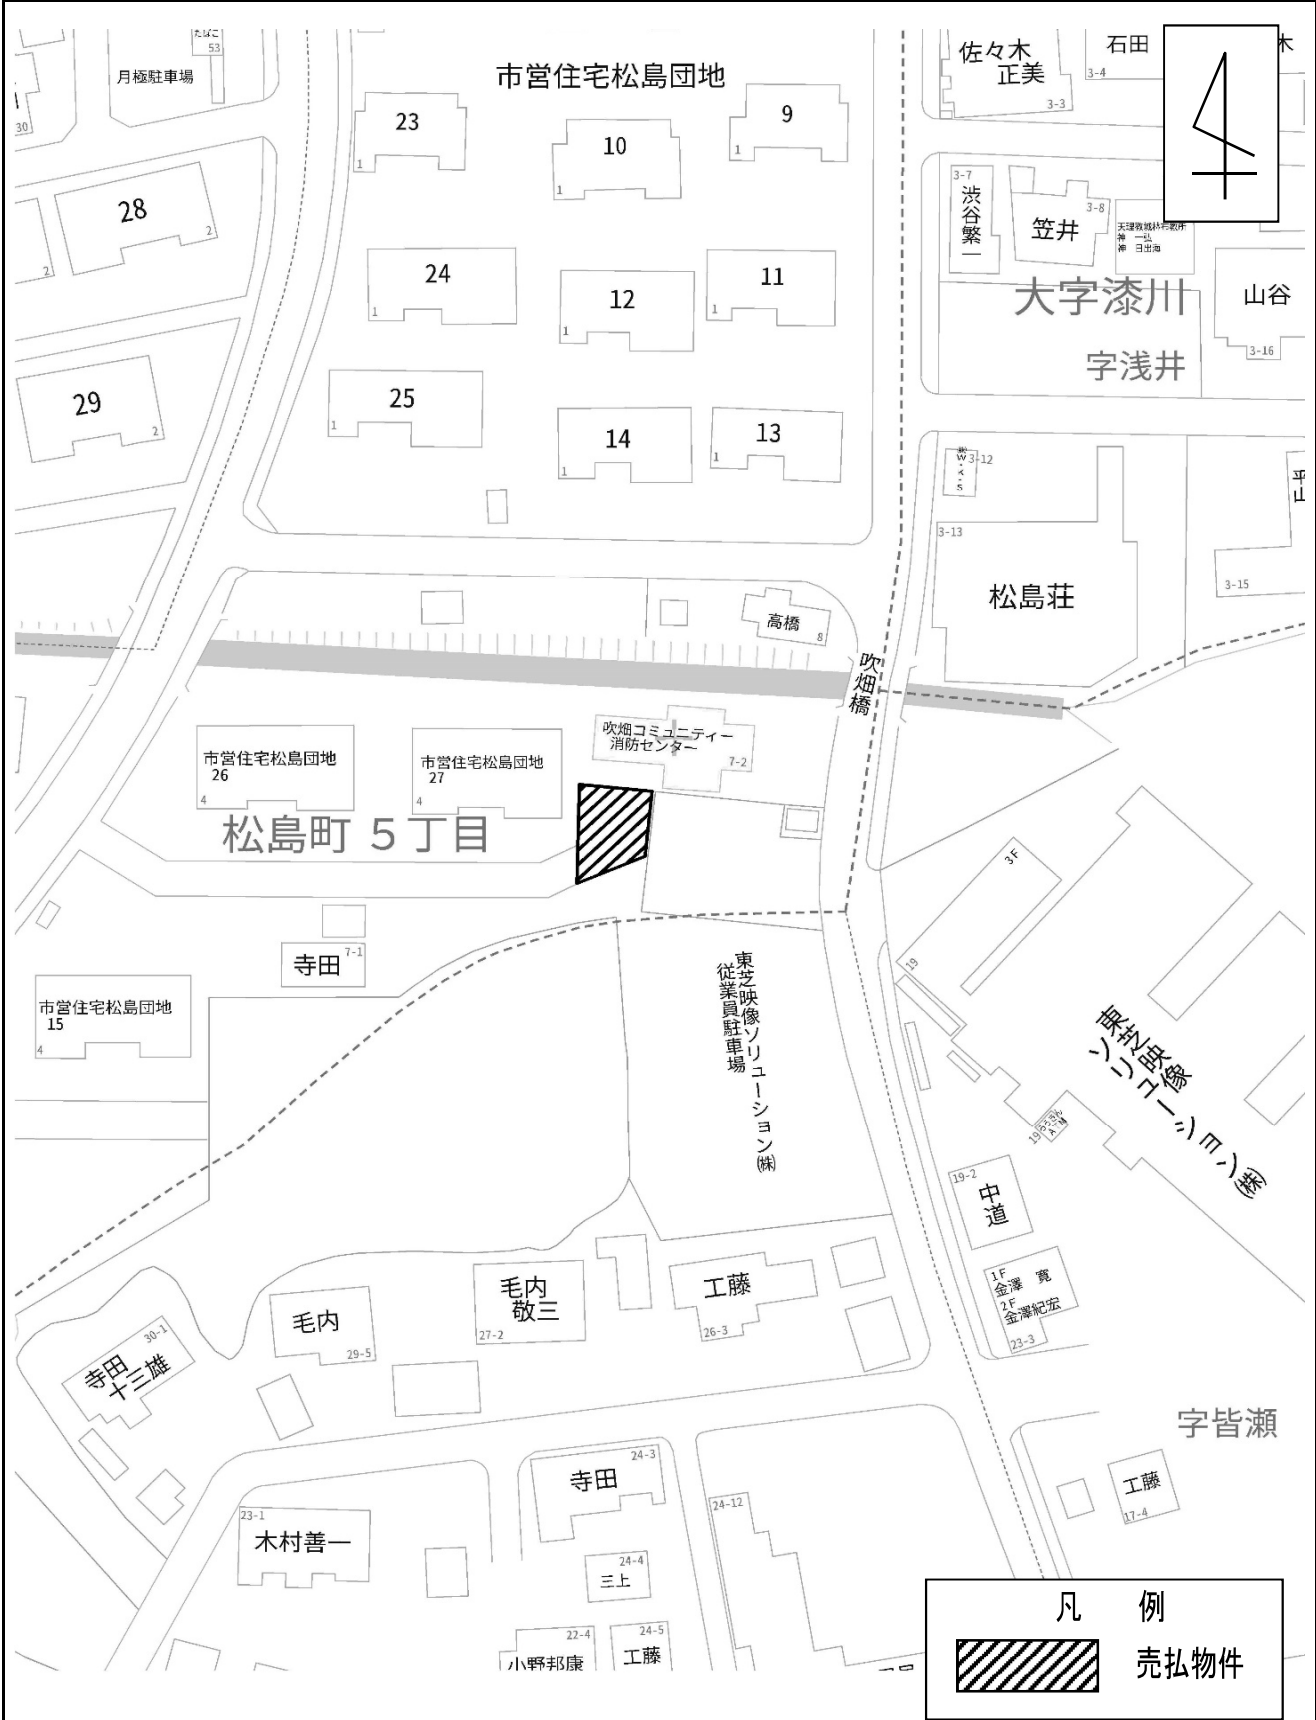 たばこ
53
月極駐車場
30
市営住宅松島団地
佐々木
正美
3-3
石田
3-4
木
23
1
10
1
9
1
28
2
2
3-7
渋谷繁一
笠井
3-8
神 一弘
神 日出海
大字漆川
字浅井
山谷
3-16
24
1
12
1
11
1
29
2
25
1
14
1
13
1
3-12
3-13
松島荘
平山
3-15
高橋
8
吹畑橋
吹畑コミュニティー
消防センター
7-2
市営住宅松島団地
26
4
市営住宅松島団地
27
4
松島町 5丁目
3F
19
寺田
7-1
市営住宅松島団地
15
4
東芝映像ソリューション㈱
従業員駐車場
東芝映像
ソリューション㈱
19
19-2
中道
1F
金澤 寛
2F
金澤紀宏
23-3
毛内
敬三
27-2
工藤
26-3
毛内
29-5
30-1
寺田
十三雄
字皆瀬
工藤
17-4
24-3
寺田
24-12
23-1
木村善一
24-4
三上
22-4
小野邦康
24-5
工藤
凡 例
売払物件